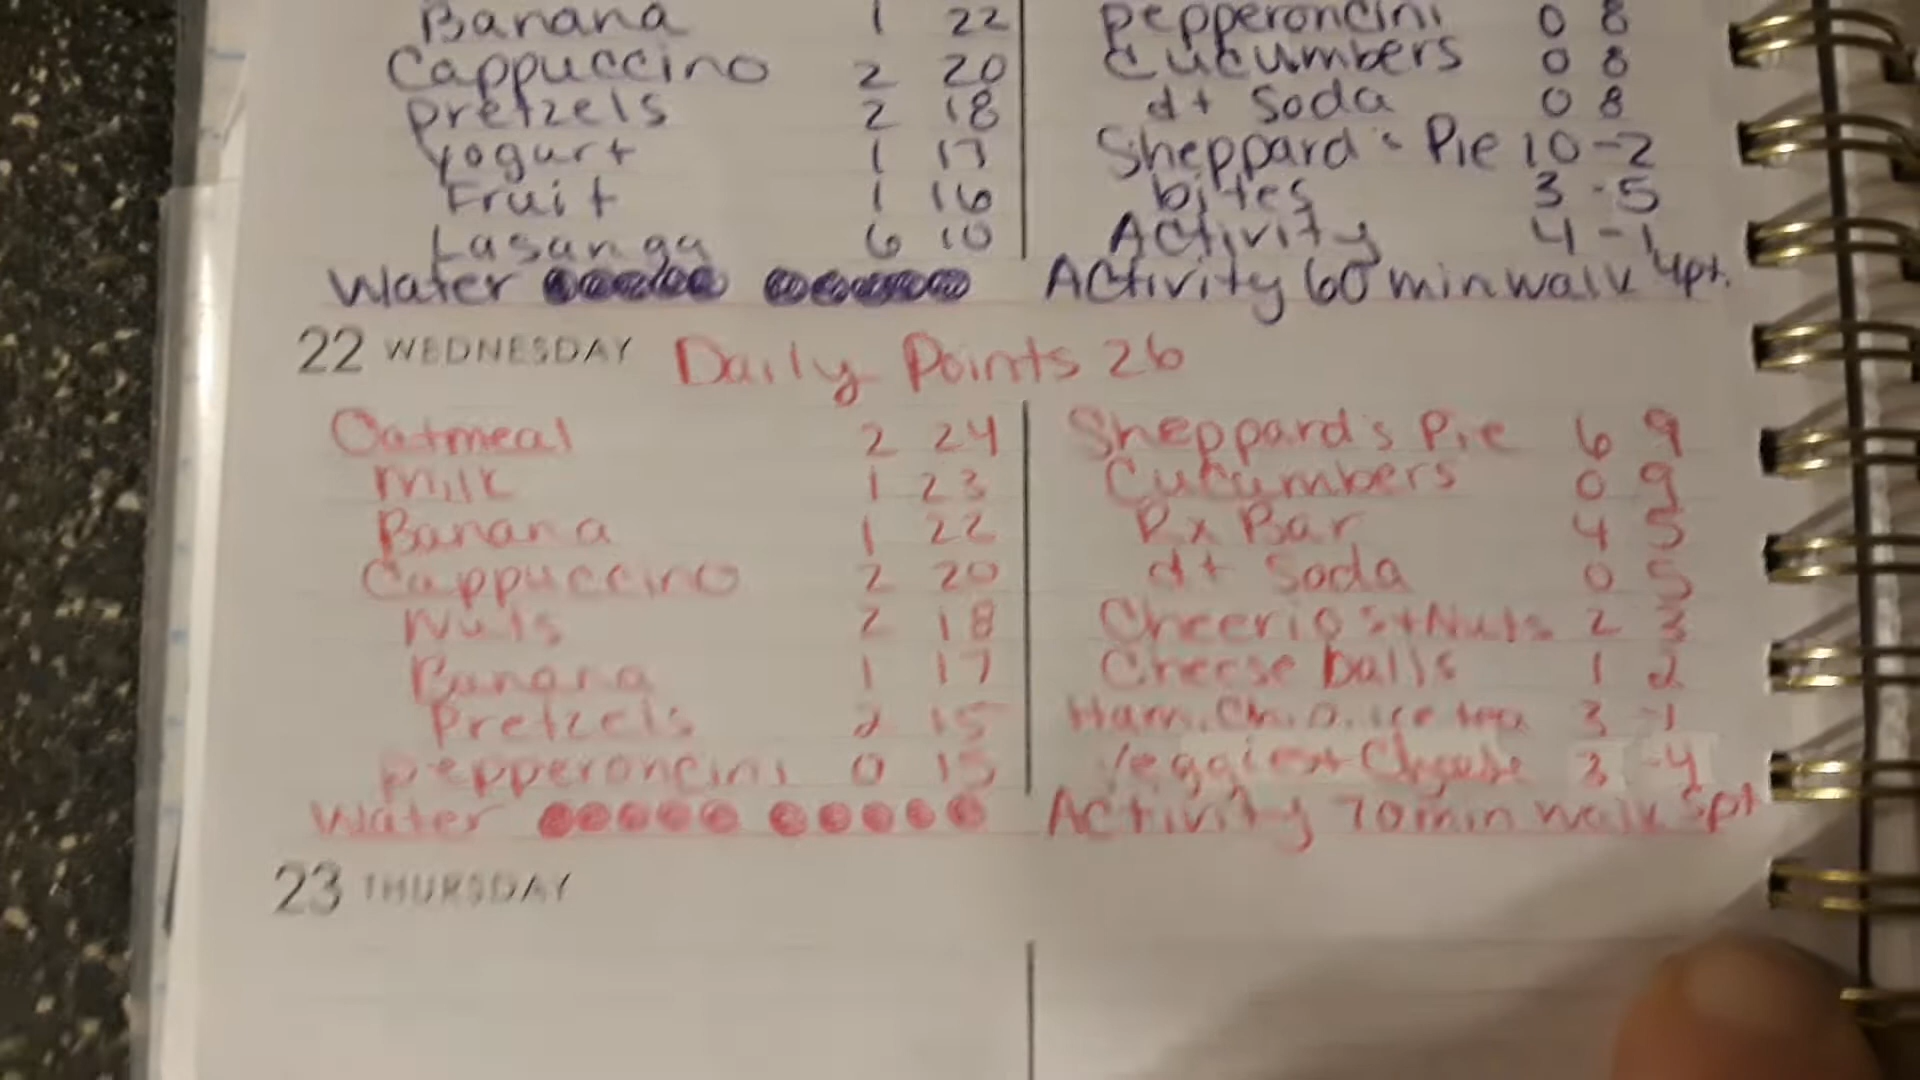 Banana 1 22
Cappuccino 2 20
pretzels 2 18
yogurt 1 17
Fruit 1 16
Lasanga 6 10
pepperoncini 0 8
Cucumbers 0 8
dt Soda 0 8
Sheppard's Pie 10 -2
bites 3 -5
Activity 4 -1
Water
Activity 60 min walk 4pt.
22 WEDNESDAY Daily Points 26
Oatmeal 2 24
Milk 1 23
Banana 1 22
Cappuccino 2 20
Nuts 2 18
Banana 1 17
Pretzels 2 15
pepperoncini 0 15
Sheppard's Pie 6 9
Cucumbers 0 9
Rx Bar 4 5
dt Soda 0 5
Cheerios + Nuts 2 3
Cheese balls 1 2
Ham. Ch. ice tea 3 -1
Veggies + Cheese 3 -4
Water
Activity 70 min walk 5pt
23 THURSDAY